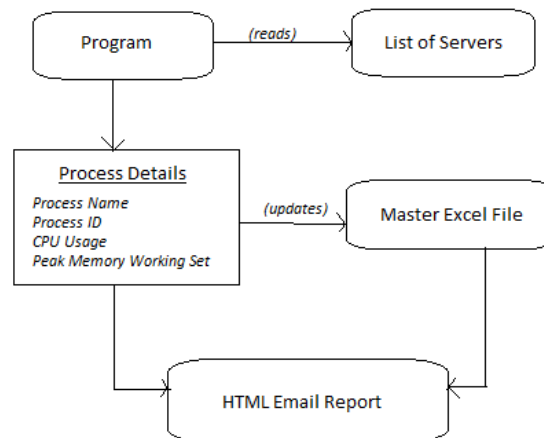 Program
(reads)
List of Servers
Process Details
Process Name
Process ID
CPU Usage
Peak Memory Working Set
(updates)
Master Excel File
HTML Email Report